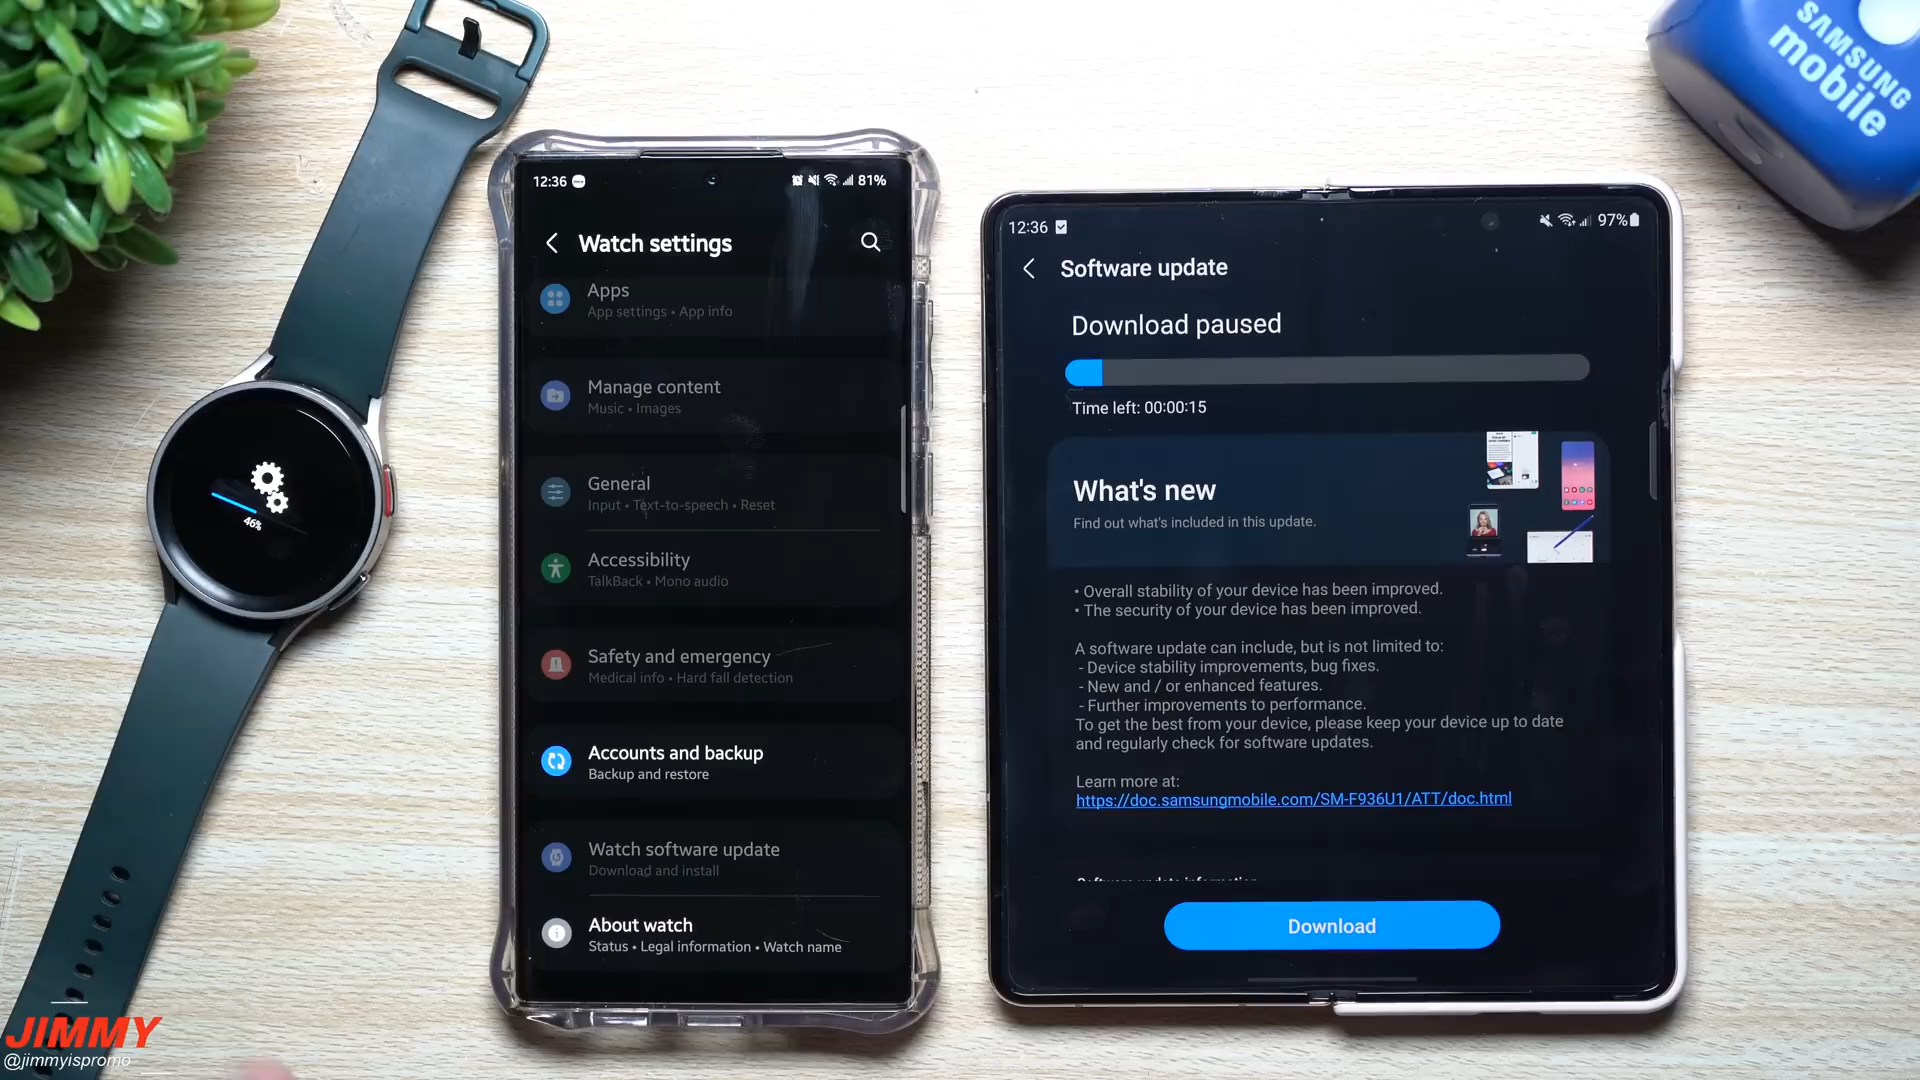 SAMSUNG
mobile
46%
12:36
81%
Watch settings
Apps
App settings • App info
Manage content
Music • Images
General
Input • Text-to-speech • Reset
Accessibility
TalkBack • Mono audio
Safety and emergency
Medical info • Hard fall detection
Accounts and backup
Backup and restore
Watch software update
Download and install
About watch
Status • Legal information • Watch name
12:36
97%
Software update
Download paused
Time left: 00:00:15
What's new
Find out what's included in this update.
• Overall stability of your device has been improved.
• The security of your device has been improved.
A software update can include, but is not limited to:
- Device stability improvements, bug fixes.
- New and / or enhanced features.
- Further improvements to performance.
To get the best from your device, please keep your device up to date
and regularly check for software updates.
Learn more at:
https://doc.samsungmobile.com/SM-F936U1/ATT/doc.html
Software update information
Download
JIMMY
@jimmyispromo